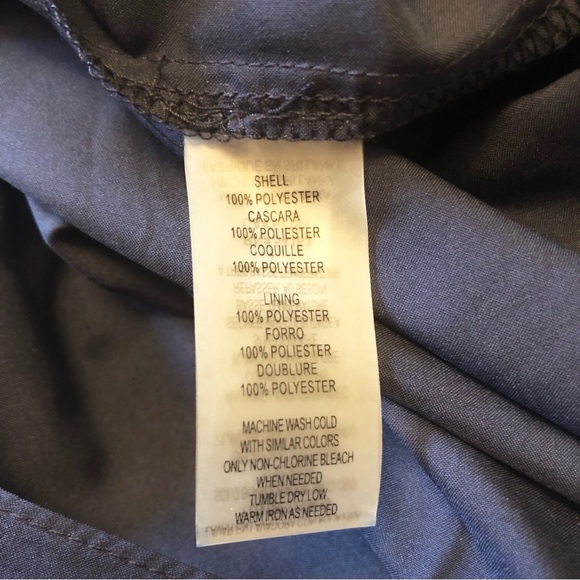 SHELL
100% POLYESTER
CASCARA
100% POLIESTER
COQUILLE
100% POLYESTER
LINING
100% POLYESTER
FORRO
100% POLIESTER
DOUBLURE
100% POLYESTER
MACHINE WASH COLD
WITH SIMILAR COLORS
ONLY NON-CHLORINE BLEACH
WHEN NEEDED
TUMBLE DRY LOW
WARM IRON AS NEEDED